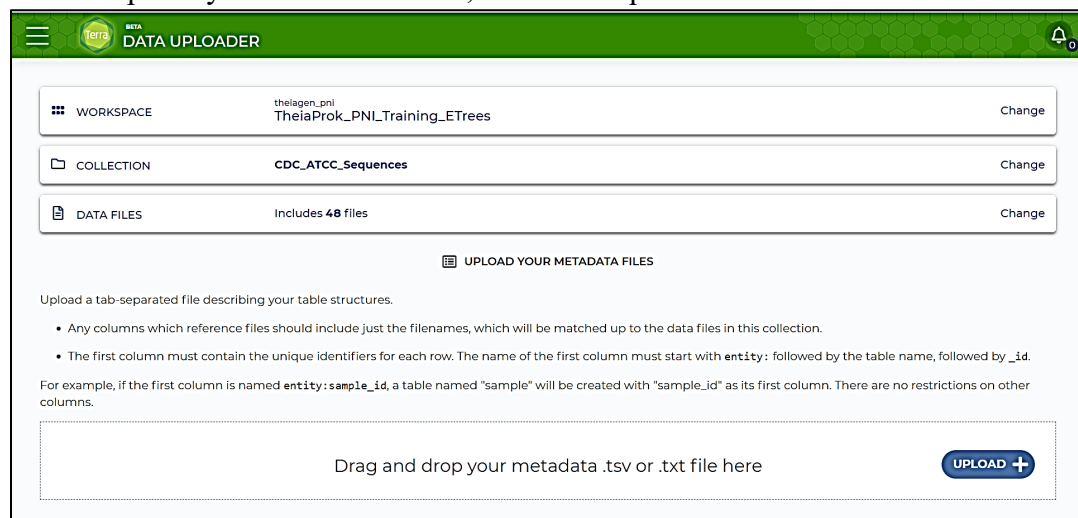 Terra
BETA
DATA UPLOADER
0
WORKSPACE
theiagen_pni
TheiaProk_PNI_Training_ETrees
Change
COLLECTION
CDC_ATCC_Sequences
Change
DATA FILES
Includes 48 files
Change
UPLOAD YOUR METADATA FILES
Upload a tab-separated file describing your table structures.
• Any columns which reference files should include just the filenames, which will be matched up to the data files in this collection.
• The first column must contain the unique identifiers for each row. The name of the first column must start with entity: followed by the table name, followed by _id.
For example, if the first column is named entity:sample_id, a table named "sample" will be created with "sample_id" as its first column. There are no restrictions on other
columns.
Drag and drop your metadata .tsv or .txt file here
UPLOAD +